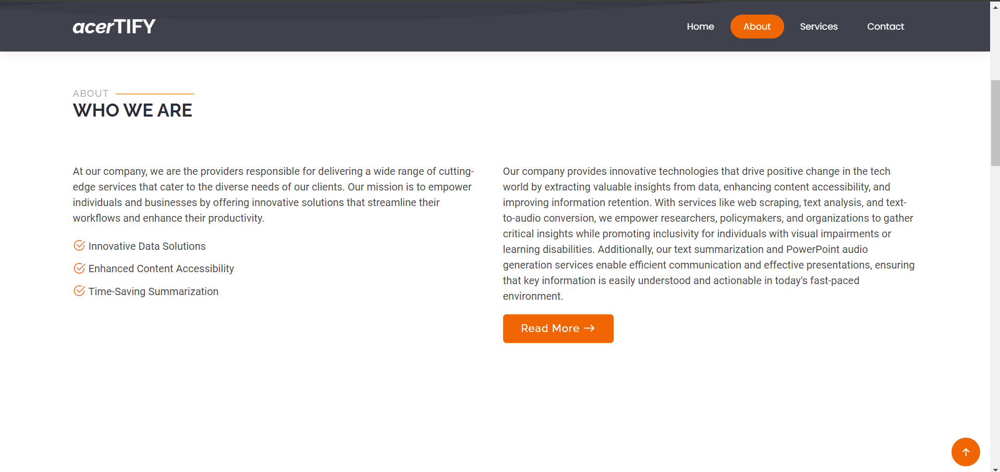 acerTIFY
Home
About
Services
Contact
ABOUT
WHO WE ARE
At our company, we are the providers responsible for delivering a wide range of cutting-
edge services that cater to the diverse needs of our clients. Our mission is to empower
individuals and businesses by offering innovative solutions that streamline their
workflows and enhance their productivity.
Innovative Data Solutions
Enhanced Content Accessibility
Time-Saving Summarization
Our company provides innovative technologies that drive positive change in the tech
world by extracting valuable insights from data, enhancing content accessibility, and
improving information retention. With services like web scraping, text analysis, and text-
to-audio conversion, we empower researchers, policymakers, and organizations to gather
critical insights while promoting inclusivity for individuals with visual impairments or
learning disabilities. Additionally, our text summarization and PowerPoint audio
generation services enable efficient communication and effective presentations, ensuring
that key information is easily understood and actionable in today's fast-paced
environment.
Read More